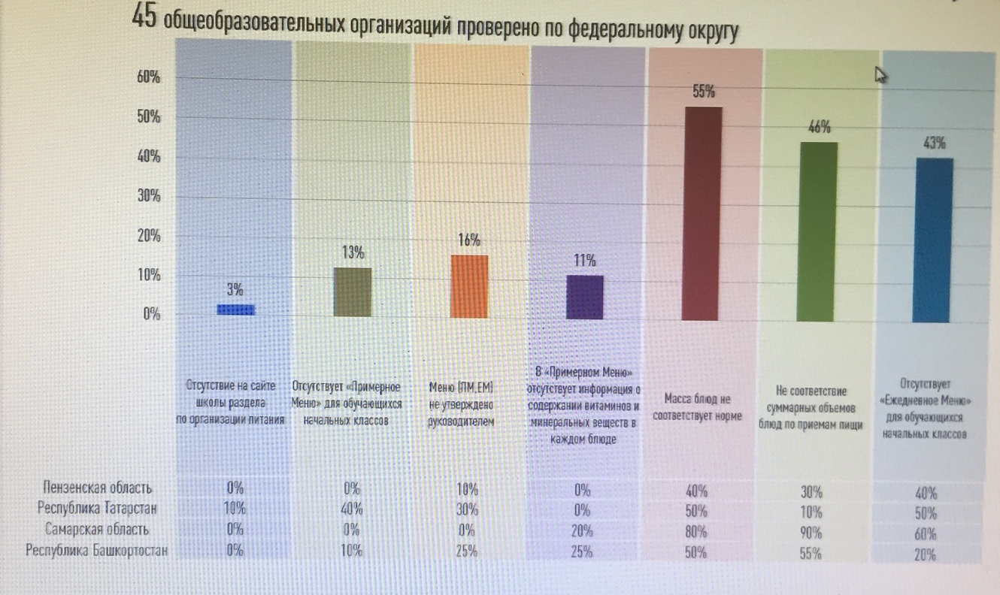 45 общеобразовательных организаций проверено по федеральному округу
60%
50%
40%
30%
20%
10%
0%
3%
13%
16%
11%
55%
46%
43%
Отсутствие на сайте
школы раздела
по организации питания
Отсутствует «Примерное
Меню» для обучающихся
начальных классов
Меню (ПМ,ЕМ)
не утверждено
руководителем
В «Примерном Меню»
отсутствует информация о
содержании витаминов и
минеральных веществ в
каждом блюде
Масса блюд не
соответствует норме
Не соответствие
суммарных объемов
блюд по приемам пищи
Отсутствует
«Ежедневное Меню»
для обучающихся
начальных классов
Пензенская область 0% 0% 10% 0% 40% 30% 40%
Республика Татарстан 10% 40% 30% 0% 50% 10% 50%
Самарская область 0% 0% 0% 20% 80% 90% 60%
Республика Башкортостан 0% 10% 25% 25% 50% 55% 20%